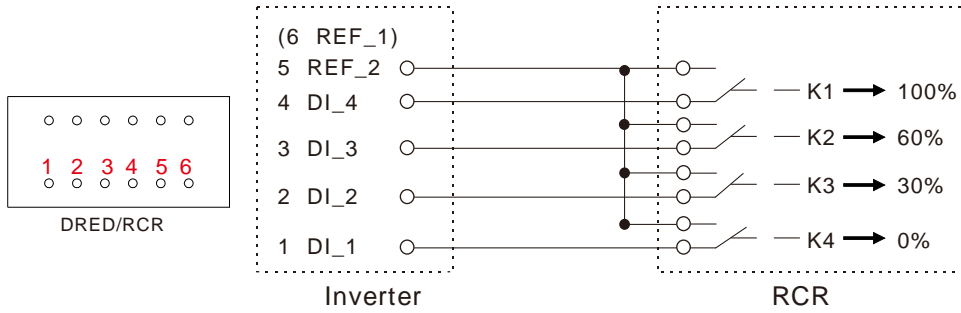 (6 REF_1)
5 REF_2
4 DI_4
3 DI_3
2 DI_2
1 DI_1
K1 100%
K2 60%
K3 30%
K4 0%
1 2 3 4 5 6
DRED/RCR
Inverter
RCR